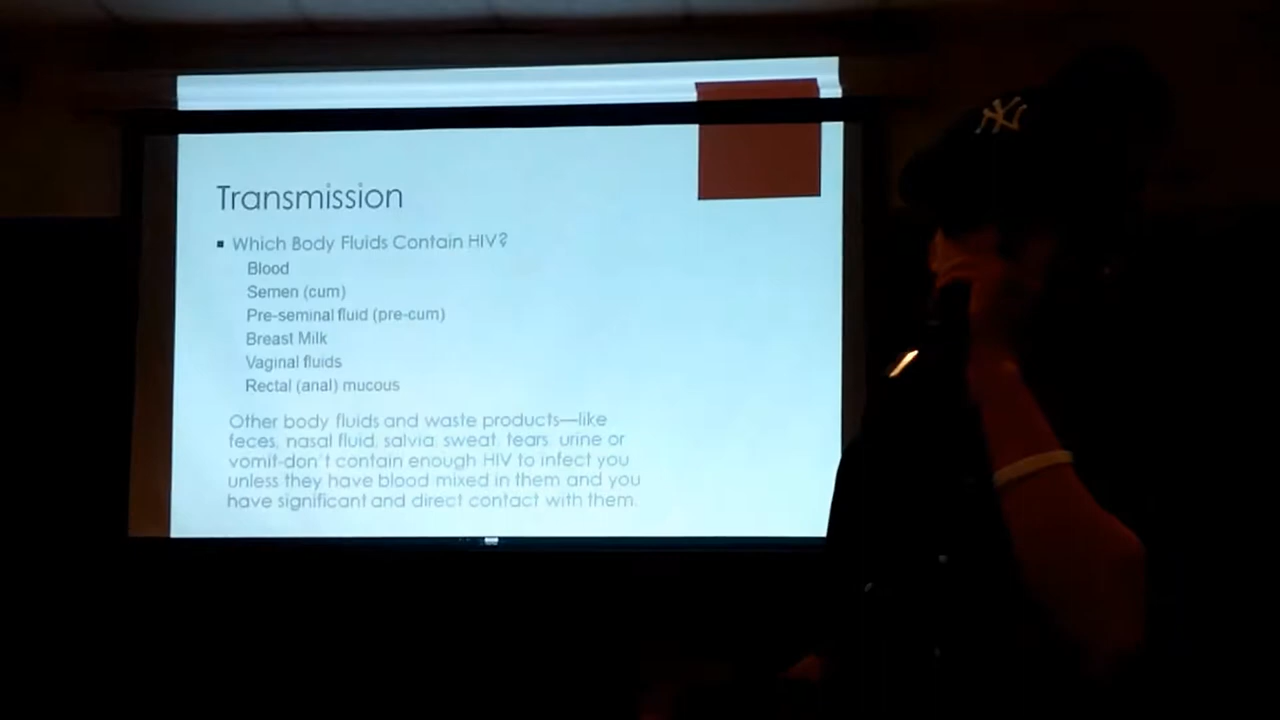 Transmission
Which Body Fluids Contain HIV?
Blood
Semen (cum)
Pre-seminal fluid (pre-cum)
Breast Milk
Vaginal fluids
Rectal (anal) mucous
Other body fluids and waste products—like
feces, nasal fluid, salvia, sweat, tears, urine or
vomit-don't contain enough HIV to infect you
unless they have blood mixed in them and you
have significant and direct contact with them.
NY